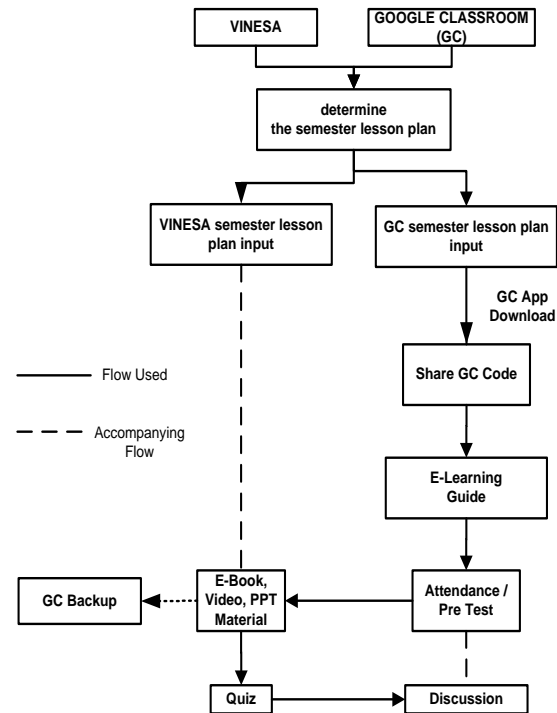 VINESA
GOOGLE CLASSROOM
(GC)
determine
the semester lesson plan
VINESA semester lesson
plan input
GC semester lesson plan
input
GC App
Download
Share GC Code
Flow Used
Accompanying
Flow
E-Learning
Guide
GC Backup
E-Book,
Video, PPT
Material
Attendance /
Pre Test
Quiz
Discussion